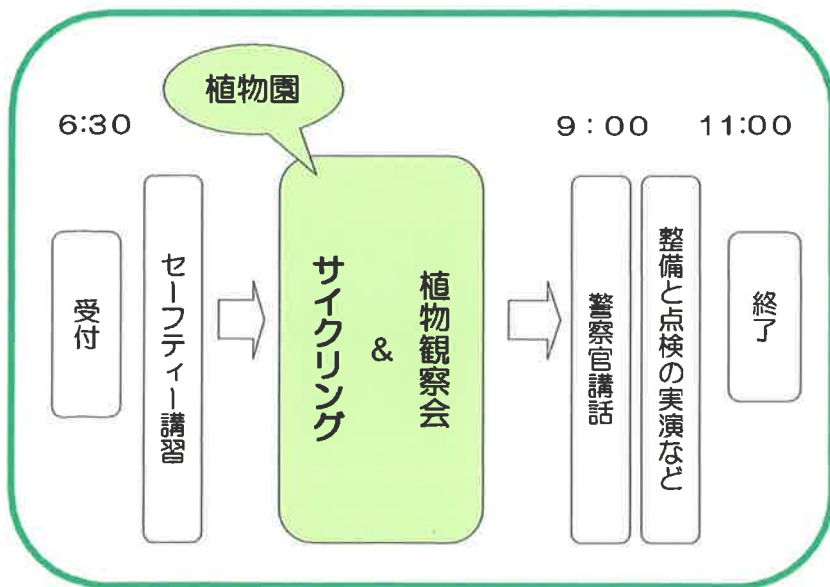 植物園
6:30
9：00
11:00
受付
セーフティー講習
サイクリング
&
植物観察会
警察官講話
整備と点検の実演など
終了